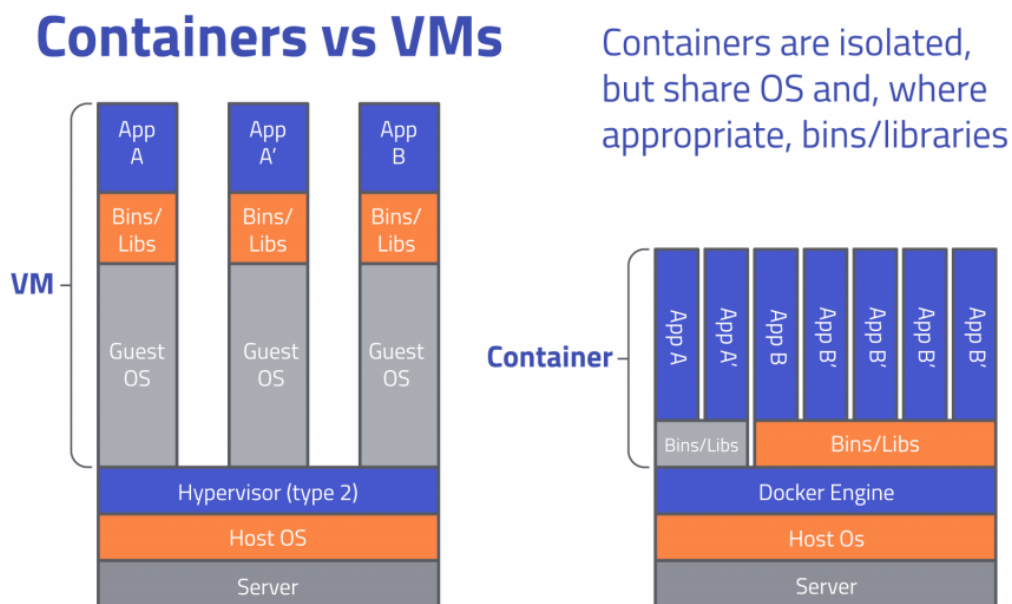 Containers vs VMs
Containers are isolated,
but share OS and, where
appropriate, bins/libraries
VM
App
A
Bins/
Libs
Guest
OS
App
A'
Bins/
Libs
Guest
OS
App
B
Bins/
Libs
Guest
OS
Hypervisor (type 2)
Host OS
Server
Container
App A
App A'
App B
App B'
App B'
App B'
App B'
Bins/Libs
Bins/Libs
Docker Engine
Host Os
Server